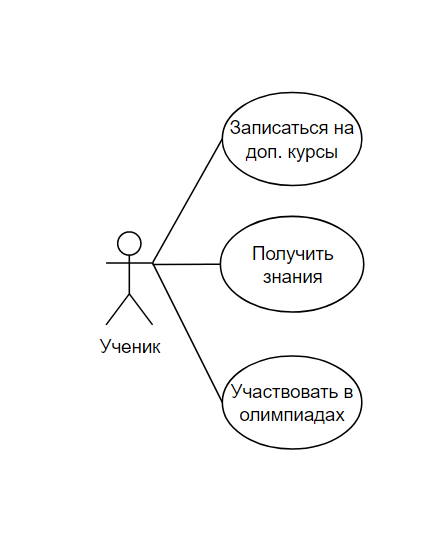 Записаться на
доп. курсы
Получить
знания
Ученик
Участвовать в
олимпиадах